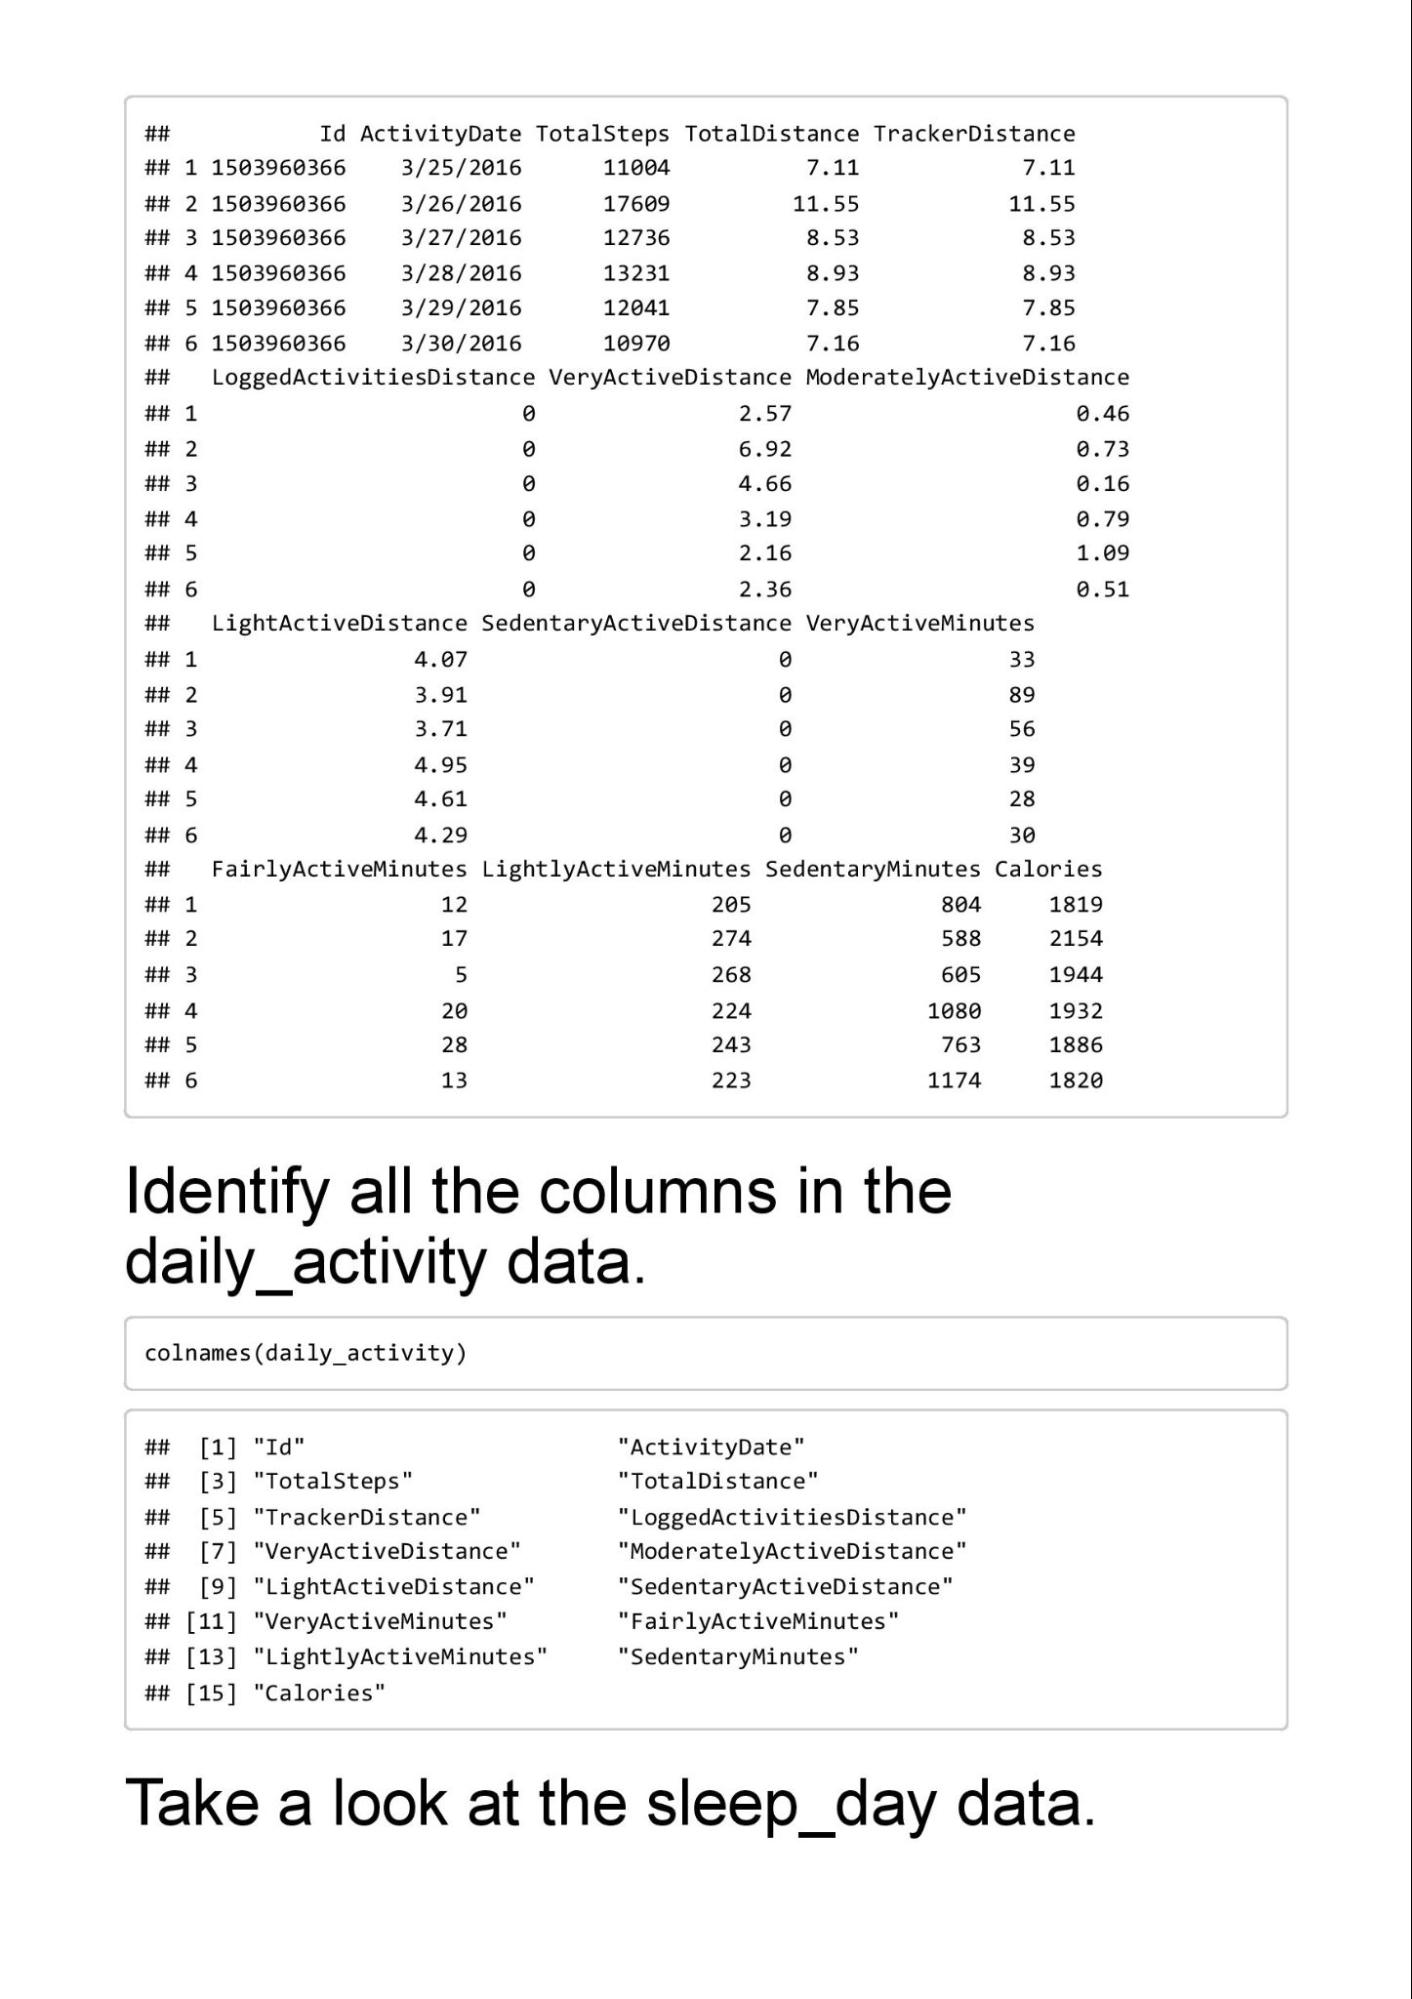 ##           Id ActivityDate TotalSteps TotalDistance TrackerDistance
## 1 1503960366    3/25/2016      11004          7.11            7.11
## 2 1503960366    3/26/2016      17609         11.55           11.55
## 3 1503960366    3/27/2016      12736          8.53            8.53
## 4 1503960366    3/28/2016      13231          8.93            8.93
## 5 1503960366    3/29/2016      12041          7.85            7.85
## 6 1503960366    3/30/2016      10970          7.16            7.16
##   LoggedActivitiesDistance VeryActiveDistance ModeratelyActiveDistance
## 1                        0               2.57                     0.46
## 2                        0               6.92                     0.73
## 3                        0               4.66                     0.16
## 4                        0               3.19                     0.79
## 5                        0               2.16                     1.09
## 6                        0               2.36                     0.51
##   LightActiveDistance SedentaryActiveDistance VeryActiveMinutes
## 1                4.07                       0                33
## 2                3.91                       0                89
## 3                3.71                       0                56
## 4                4.95                       0                39
## 5                4.61                       0                28
## 6                4.29                       0                30
##   FairlyActiveMinutes LightlyActiveMinutes SedentaryMinutes Calories
## 1                  12                  205              804     1819
## 2                  17                  274              588     2154
## 3                   5                  268              605     1944
## 4                  20                  224             1080     1932
## 5                  28                  243              763     1886
## 6                  13                  223             1174     1820
Identify all the columns in the
daily_activity data.
colnames(daily_activity)
##  [1] "Id"                       "ActivityDate"
##  [3] "TotalSteps"               "TotalDistance"
##  [5] "TrackerDistance"          "LoggedActivitiesDistance"
##  [7] "VeryActiveDistance"       "ModeratelyActiveDistance"
##  [9] "LightActiveDistance"      "SedentaryActiveDistance"
## [11] "VeryActiveMinutes"        "FairlyActiveMinutes"
## [13] "LightlyActiveMinutes"     "SedentaryMinutes"
## [15] "Calories"
Take a look at the sleep_day data.